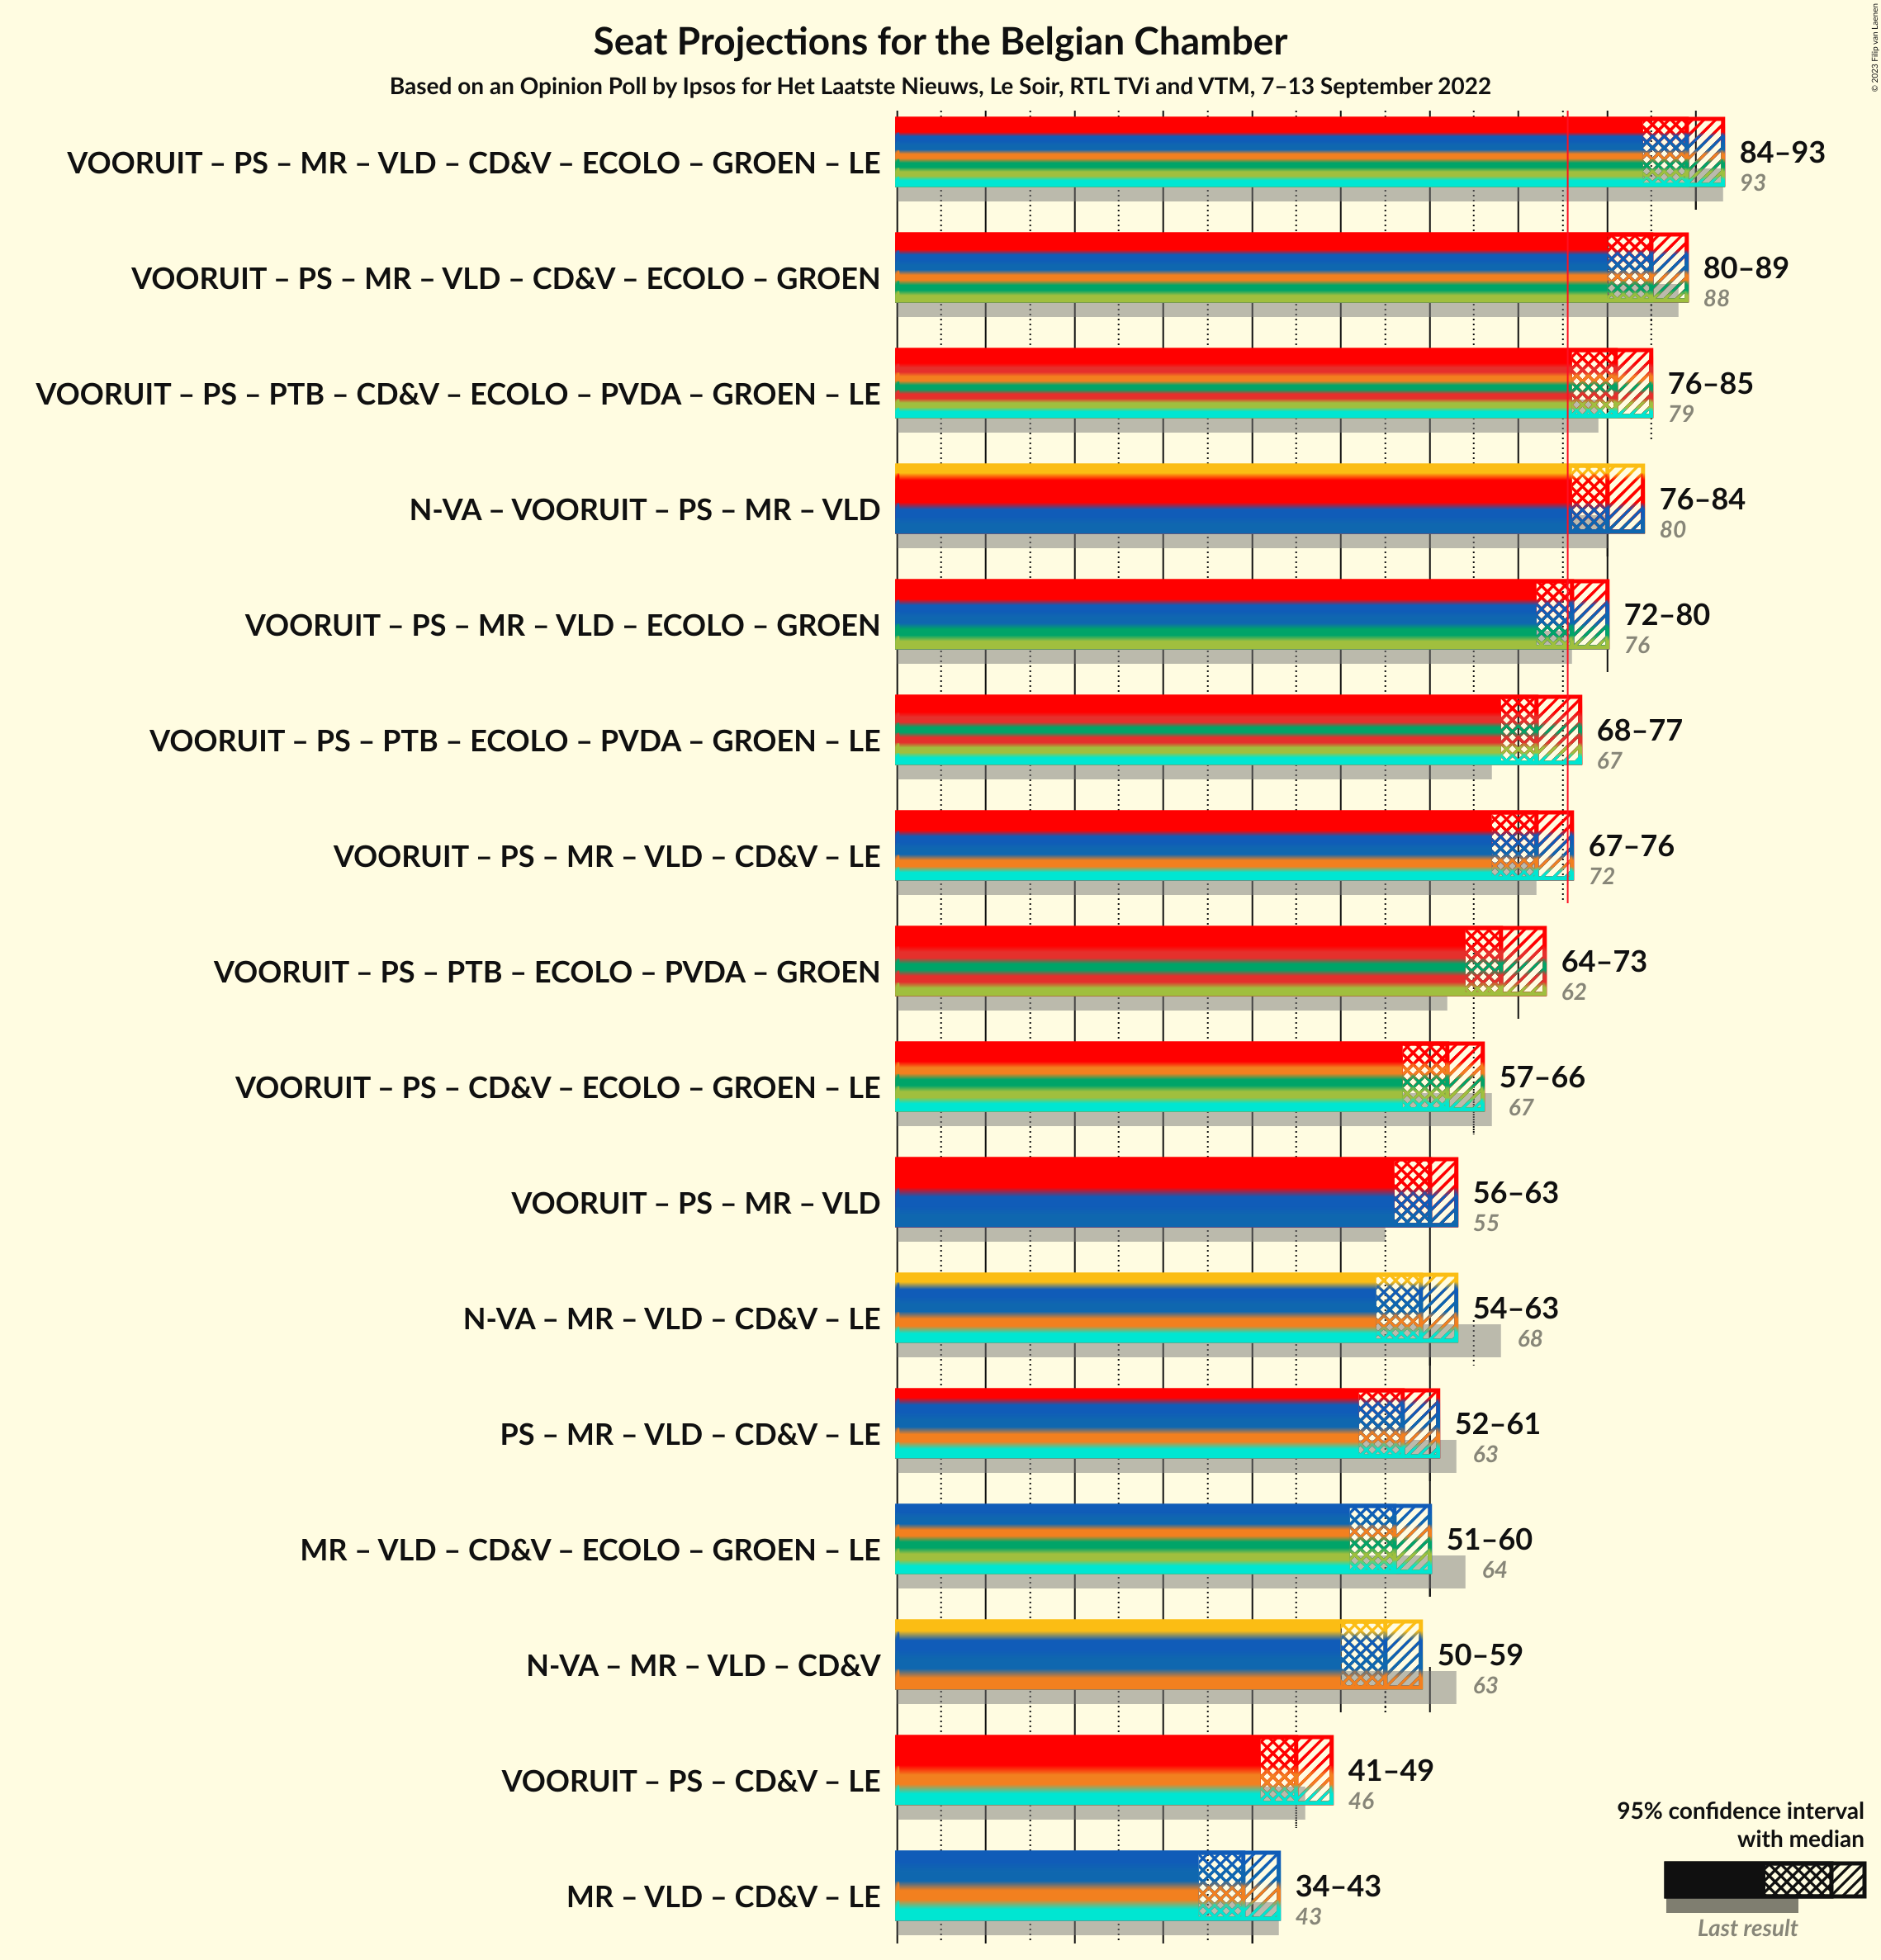 Seat Projections for the Belgian Chamber
Based on an Opinion Poll by Ipsos for Het Laatste Nieuws, Le Soir, RTL TVi and VTM, 7–13 September 2022
© 2023 Filip van Laenen
VOORUIT – PS – MR – VLD – CD&V – ECOLO – GROEN – LE
84–93
93
VOORUIT – PS – MR – VLD – CD&V – ECOLO – GROEN
80–89
88
VOORUIT – PS – PTB – CD&V – ECOLO – PVDA – GROEN – LE
76–85
79
N-VA – VOORUIT – PS – MR – VLD
76–84
80
VOORUIT – PS – MR – VLD – ECOLO – GROEN
72–80
76
VOORUIT – PS – PTB – ECOLO – PVDA – GROEN – LE
68–77
67
VOORUIT – PS – MR – VLD – CD&V – LE
67–76
72
VOORUIT – PS – PTB – ECOLO – PVDA – GROEN
64–73
62
VOORUIT – PS – CD&V – ECOLO – GROEN – LE
57–66
67
VOORUIT – PS – MR – VLD
56–63
55
N-VA – MR – VLD – CD&V – LE
54–63
68
PS – MR – VLD – CD&V – LE
52–61
63
MR – VLD – CD&V – ECOLO – GROEN – LE
51–60
64
N-VA – MR – VLD – CD&V
50–59
63
VOORUIT – PS – CD&V – LE
41–49
46
MR – VLD – CD&V – LE
34–43
43
95% confidence interval
with median
Last result